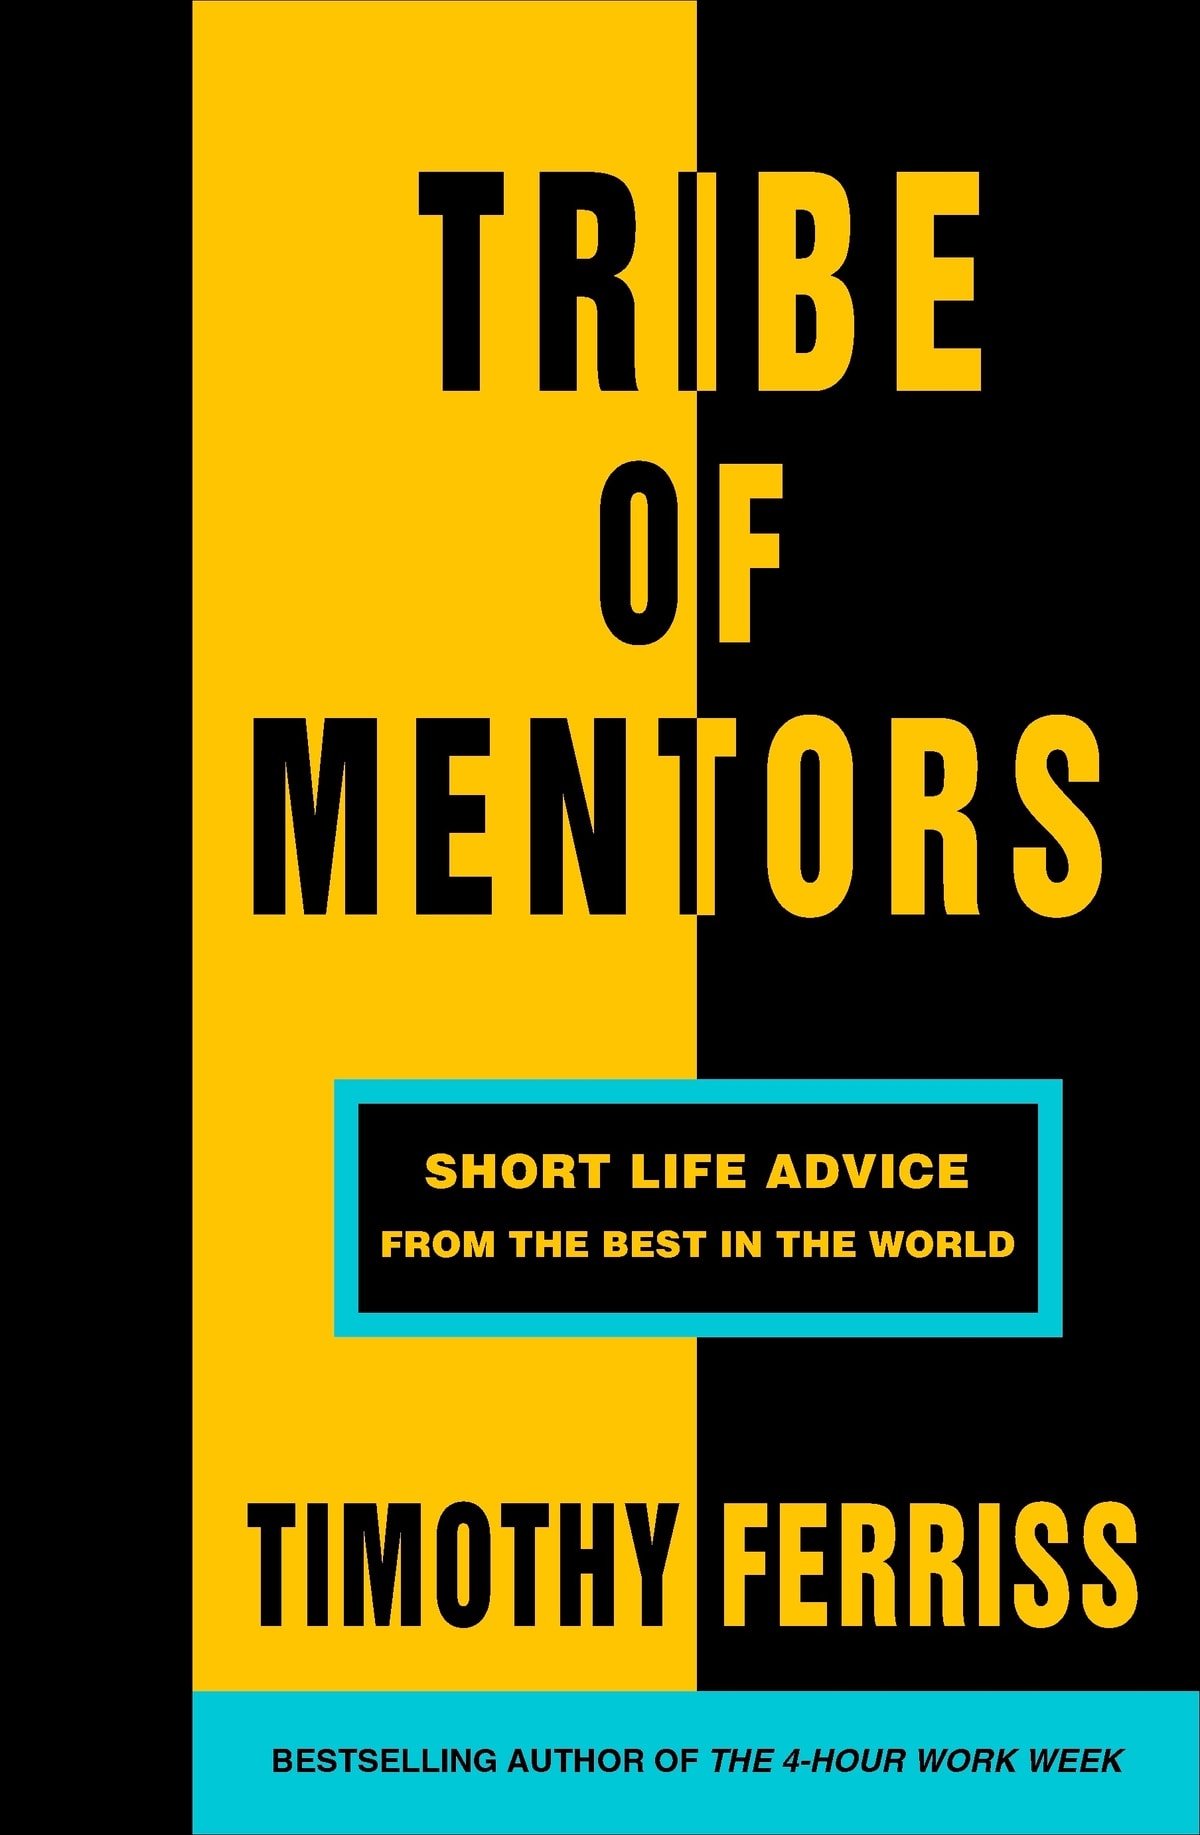 TRIBE
OF
MENTORS
SHORT LIFE ADVICE
FROM THE BEST IN THE WORLD
TIMOTHY FERRISS
BESTSELLING AUTHOR OF THE 4-HOUR WORK WEEK